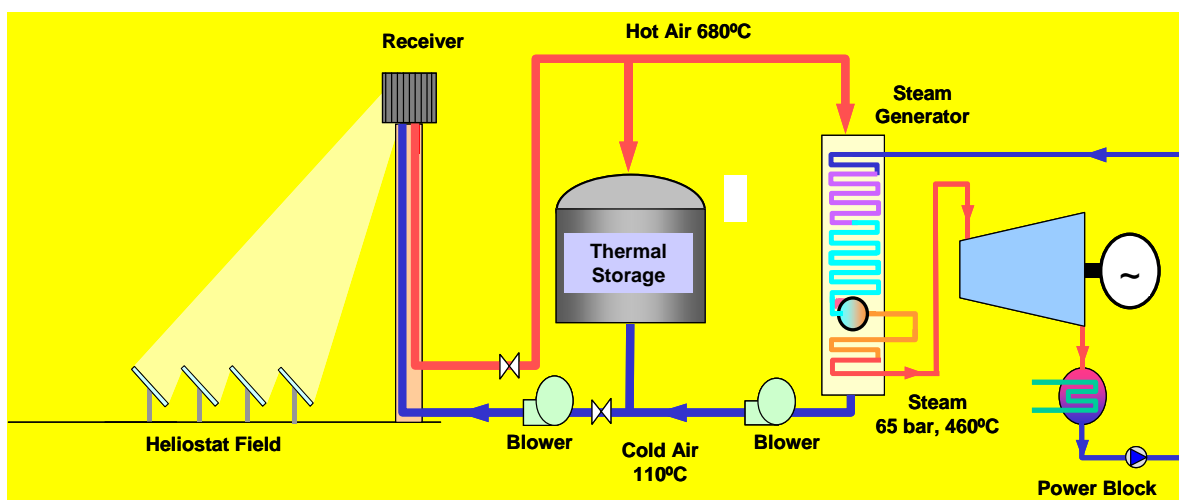 Hot Air 680ºC
Receiver
Steam
Generator
Thermal
Storage
~
Steam
65 bar, 460ºC
Blower
Blower
Cold Air
110ºC
Heliostat Field
Power Block